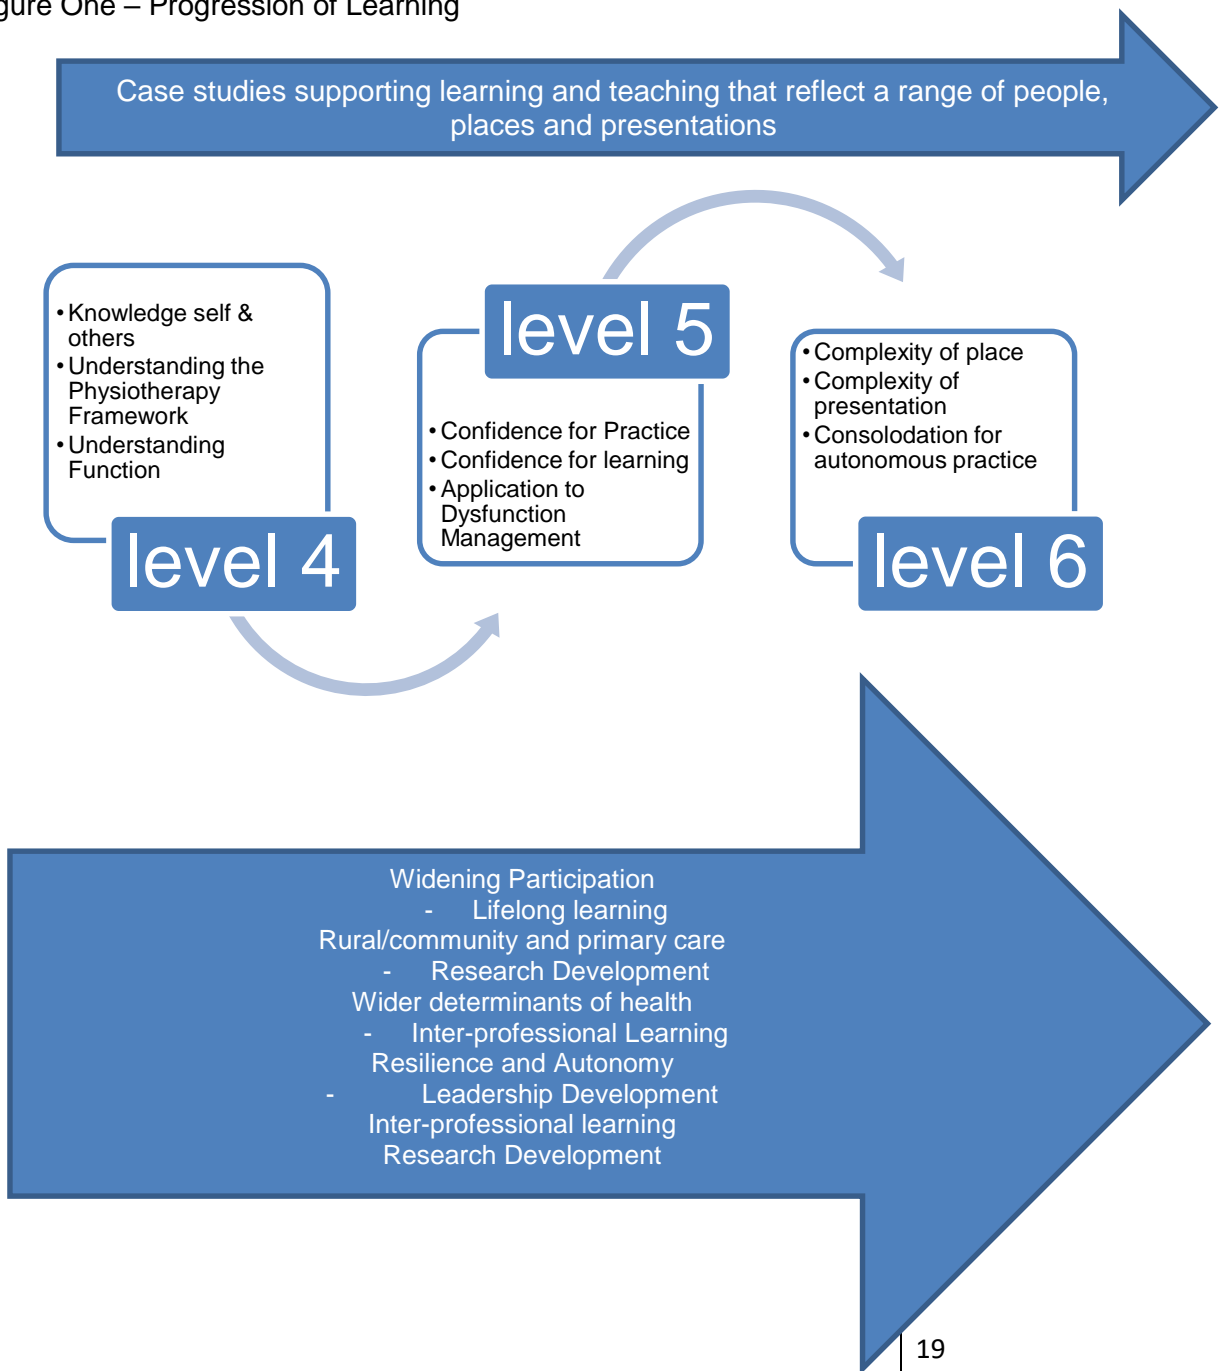 gure One – Progression of Learning
Case studies supporting learning and teaching that reflect a range of people,
places and presentations
• Knowledge self &
others
• Understanding the
Physiotherapy
Framework
• Understanding
Function
level 4
level 5
• Confidence for Practice
• Confidence for learning
• Application to
Dysfunction
Management
• Complexity of place
• Complexity of
presentation
• Consolodation for
autonomous practice
level 6
Widening Participation
- Lifelong learning
Rural/community and primary care
- Research Development
Wider determinants of health
- Inter-professional Learning
Resilience and Autonomy
- Leadership Development
Inter-professional learning
Research Development
19